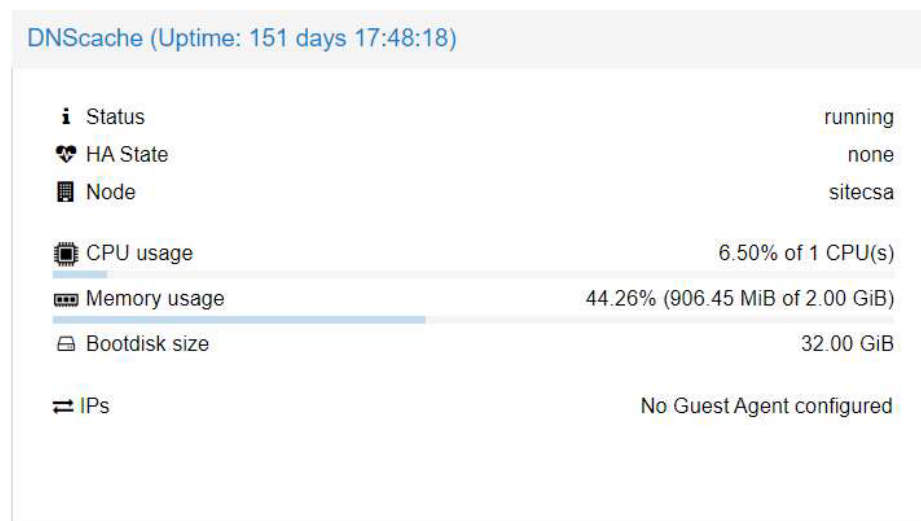 DNScache (Uptime: 151 days 17:48:18)
Status running
HA State none
Node sitecsa
CPU usage 6.50% of 1 CPU(s)
Memory usage 44.26% (906.45 MiB of 2.00 GiB)
Bootdisk size 32.00 GiB
IPs No Guest Agent configured